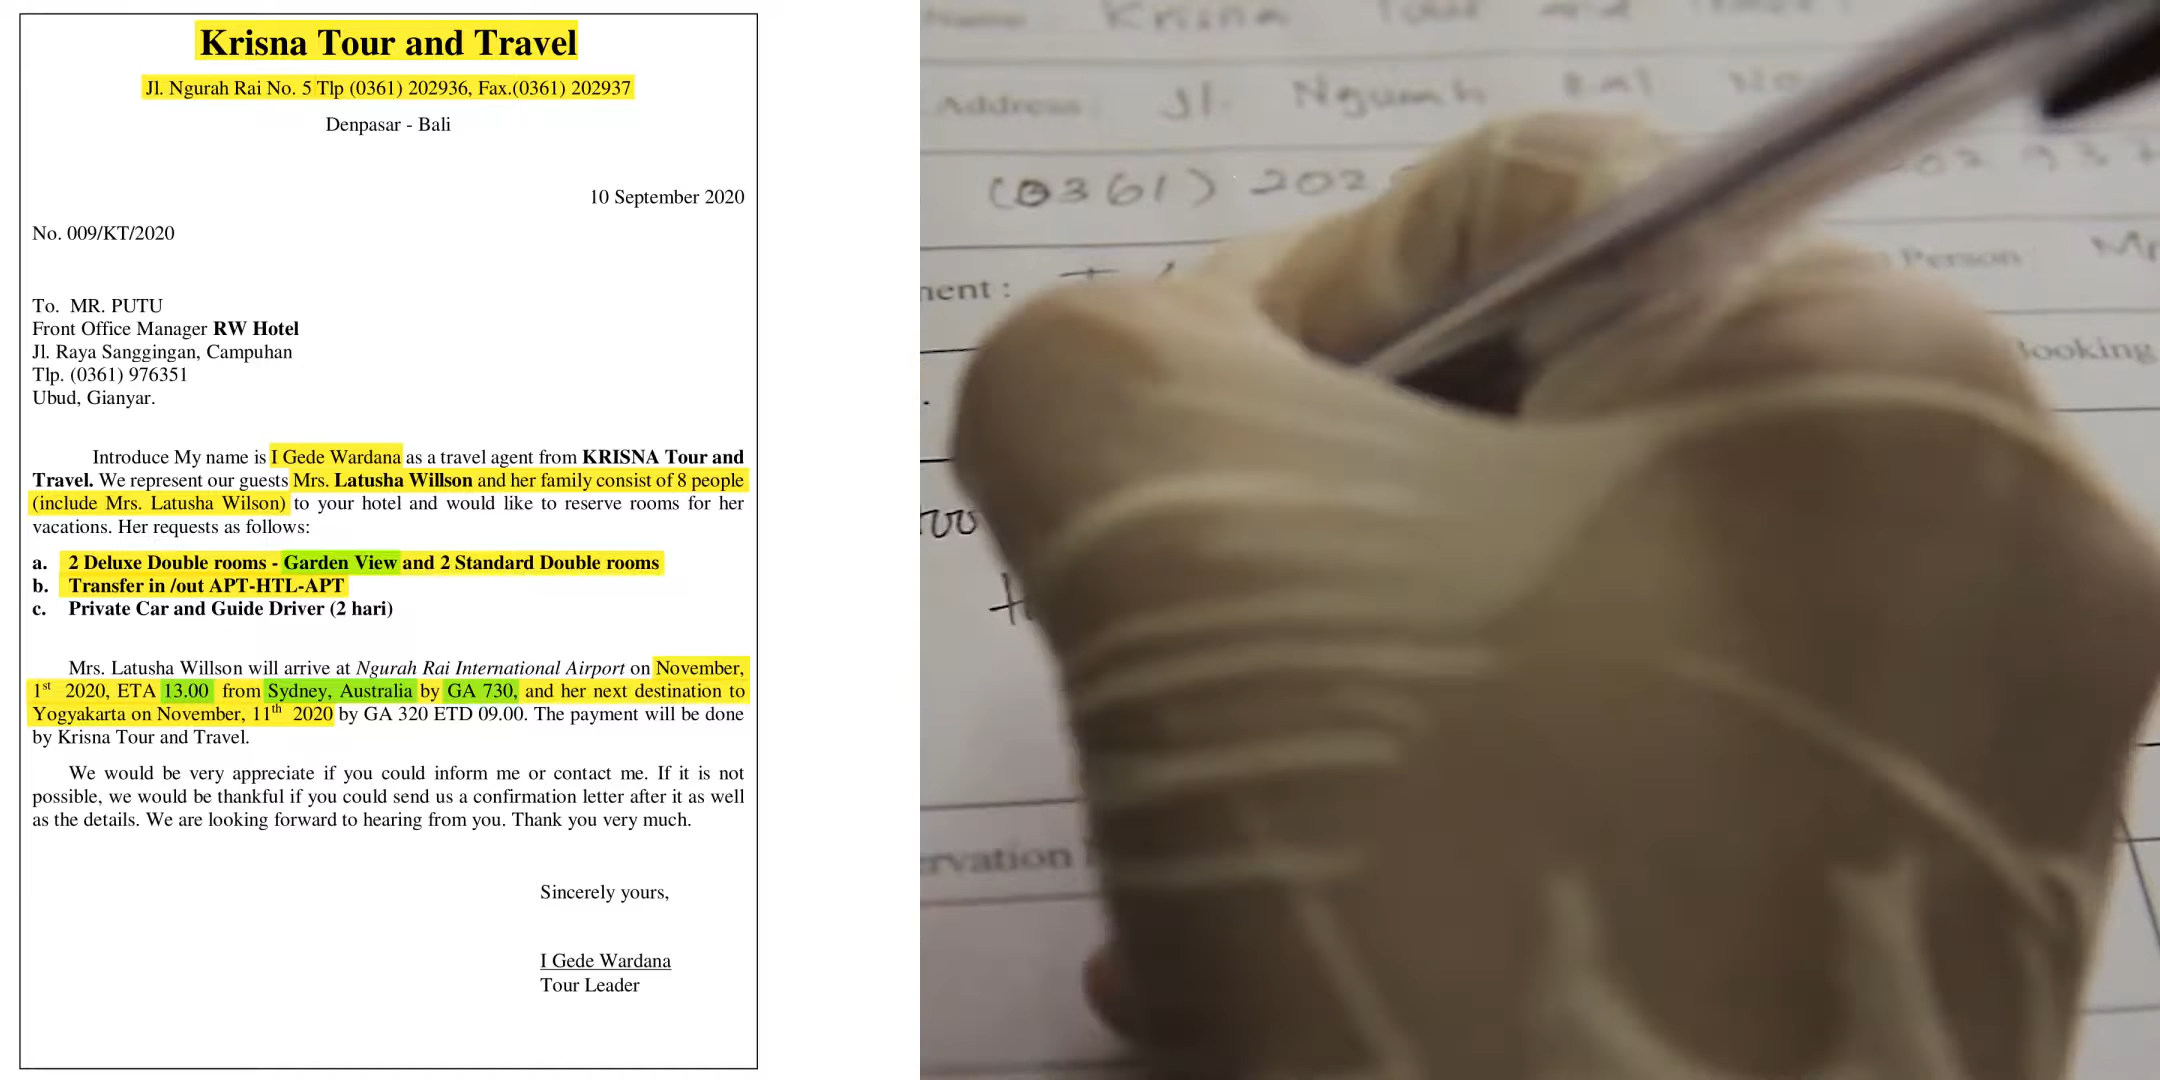 Krisna Tour and Travel
Jl. Ngurah Rai No. 5 Tlp (0361) 202936, Fax.(0361) 202937
Denpasar - Bali
10 September 2020
No. 009/KT/2020
To. MR. PUTU
Front Office Manager RW Hotel
Jl. Raya Sanggingan, Campuhan
Tlp. (0361) 976351
Ubud, Gianyar.
Introduce My name is I Gede Wardana as a travel agent from KRISNA Tour and
Travel. We represent our guests Mrs. Latusha Willson and her family consist of 8 people
(include Mrs. Latusha Wilson) to your hotel and would like to reserve rooms for her
vacations. Her requests as follows:
a. 2 Deluxe Double rooms - Garden View and 2 Standard Double rooms
b. Transfer in /out APT-HTL-APT
c. Private Car and Guide Driver (2 hari)
Mrs. Latusha Willson will arrive at Ngurah Rai International Airport on November,
1st 2020, ETA 13.00 from Sydney, Australia by GA 730, and her next destination to
Yogyakarta on November, 11th 2020 by GA 320 ETD 09.00. The payment will be done
by Krisna Tour and Travel.
We would be very appreciate if you could inform me or contact me. If it is not
possible, we would be thankful if you could send us a confirmation letter after it as well
as the details. We are looking forward to hearing from you. Thank you very much.
Sincerely yours,
I Gede Wardana
Tour Leader
Name: Krisna Tour and
Address: Jl. Ngurah Rai No
(0361) 202 02937
ment : Person : Mr
Booking
ervation